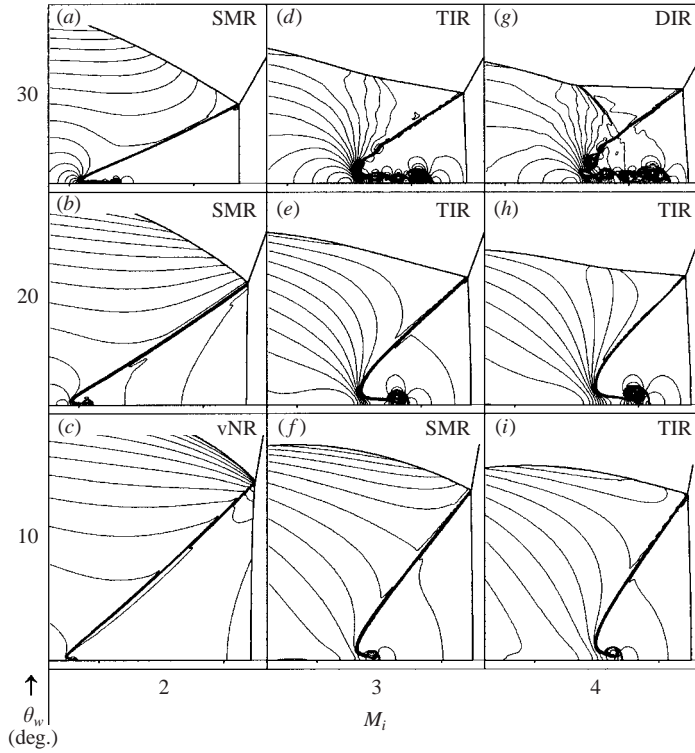 (a) SMR (d) TIR (g) DIR
30
(b) SMR (e) TIR (h) TIR
20
(c) vNR (f) SMR (i) TIR
10
2 3 4
↑
θw Mi
(deg.)